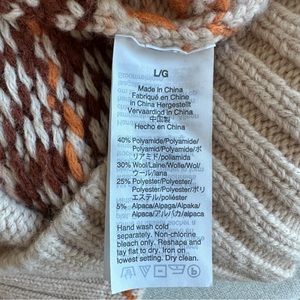 L/G
Made in China
Fabriqué en Chine
in China Hergestellt
Vervaardigd in China
中国製
Hecho en China
40% Polyamide/Polyamide/
Polyamid/Polyamide/ポ
リアミド/poliamida
30% Wool/Laine/Wolle/Wol/
ウール/lana
25% Polyester/Polyester/
Polyester/Polyester/ポリ
エステル/poliéster
5% Alpaca/Alpaga/Alpaka/
Alpaca/アルパカ/alpaca
Hand wash cold
separately. Non-chlorine
bleach only. Reshape and
lay flat to dry. Iron on
lowest setting. Dry clean.